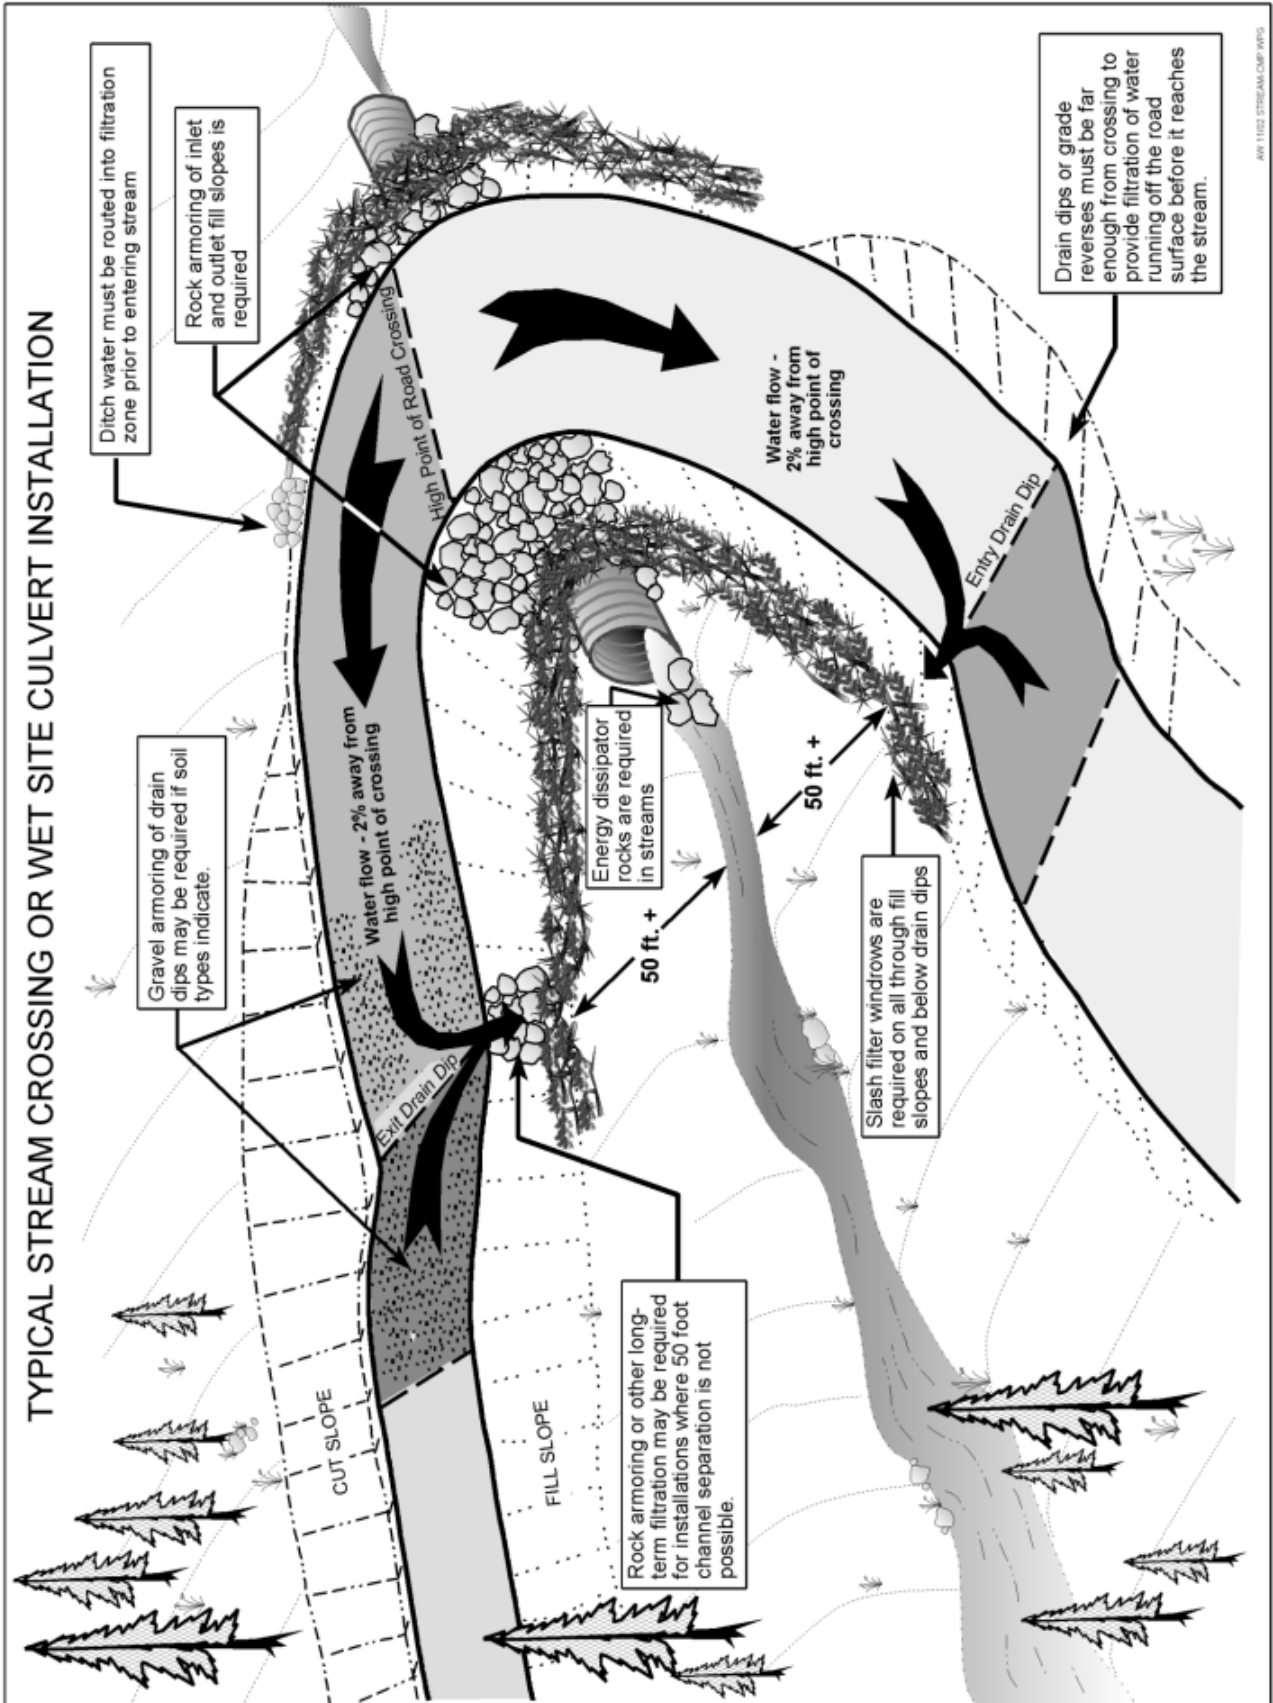 TYPICAL STREAM CROSSING OR WET SITE CULVERT INSTALLATION
Ditch water must be routed into filtration
zone prior to entering stream
Rock armoring of inlet
and outlet fill slopes is
required
Gravel armoring of drain
dips may be required if soil
types indicate.
High Point of Road Crossing
Water flow - 2% away from
high point of crossing
Exit Drain Dip
CUT SLOPE
FILL SLOPE
Energy dissipator
rocks are required
in streams
50 ft. +
50 ft. +
Rock armoring or other long-
term filtration may be required
for installations where 50 foot
channel separation is not
possible.
Water flow -
2% away from
high point of
crossing
Entry Drain Dip
Slash filter windrows are
required on all through fill
slopes and below drain dips
Drain dips or grade
reverses must be far
enough from crossing to
provide filtration of water
running off the road
surface before it reaches
the stream.
AW 11/02 STREAM-CMP.WPG